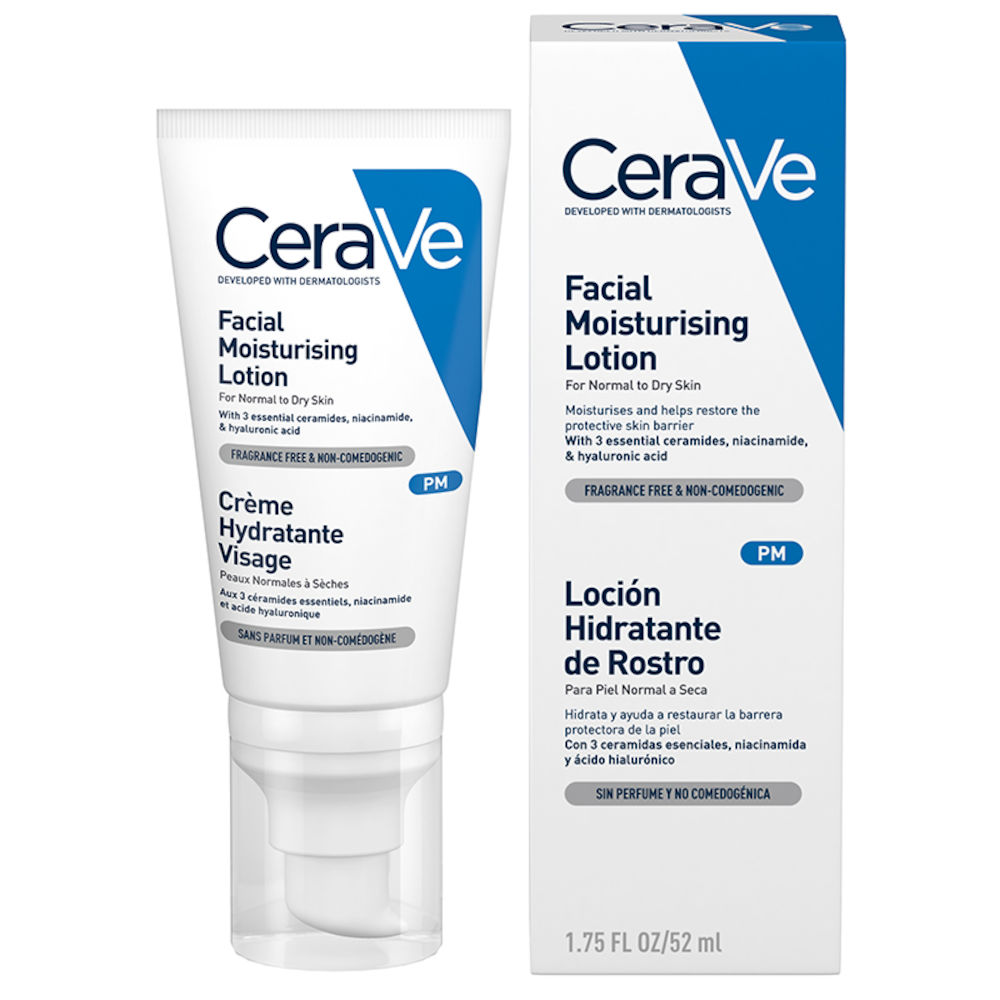 CeraVe
DEVELOPED WITH DERMATOLOGISTS
Facial
Moisturising
Lotion
For Normal to Dry Skin
With 3 essential ceramides, niacinamide,
& hyaluronic acid
FRAGRANCE FREE & NON-COMEDOGENIC
PM
Crème
Hydratante
Visage
Peaux Normales à Sèches
Aux 3 céramides essentiels, niacinamide
et acide hyaluronique
SANS PARFUM ET NON-COMÉDOGÈNE
CeraVe
CeraVe
DEVELOPED WITH DERMATOLOGISTS
Facial
Moisturising
Lotion
For Normal to Dry Skin
Moisturises and helps restore the
protective skin barrier
With 3 essential ceramides, niacinamide,
& hyaluronic acid
FRAGRANCE FREE & NON-COMEDOGENIC
PM
Loción
Hidratante
de Rostro
Para Piel Normal a Seca
Hidrata y ayuda a restaurar la barrera
protectora de la piel
Con 3 ceramidas esenciales, niacinamida
y ácido hialurónico
SIN PERFUME Y NO COMEDOGÉNICA
1.75 FL OZ/52 ml